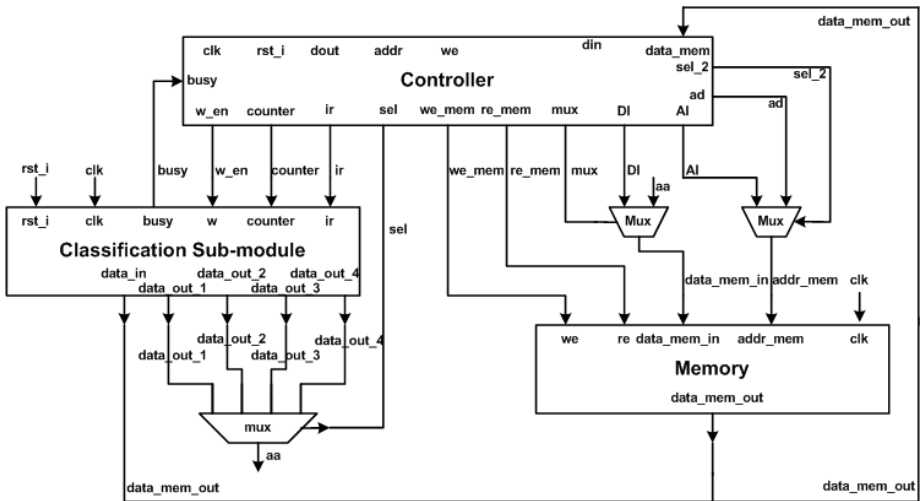 data_mem_out
clk rst_i dout addr we din data_mem
sel_2
Controller
busy
ad
w_en counter ir sel we_mem re_mem mux DI AI
sel_2
ad
rst_i clk busy w_en counter ir we_mem re_mem mux DI AI
aa
rst_i clk busy w counter ir
sel
Mux Mux
Classification Sub-module
data_in data_out_2 data_out_4
data_out_1 data_out_3
data_mem_in addr_mem clk
data_out_1 data_out_2 data_out_3 data_out_4
we re data_mem_in addr_mem clk
Memory
data_mem_out
mux
aa
data_mem_out data_mem_out